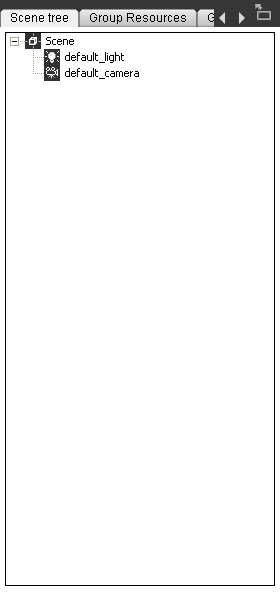 Scene tree Group Resources G
Scene
default_light
default_camera